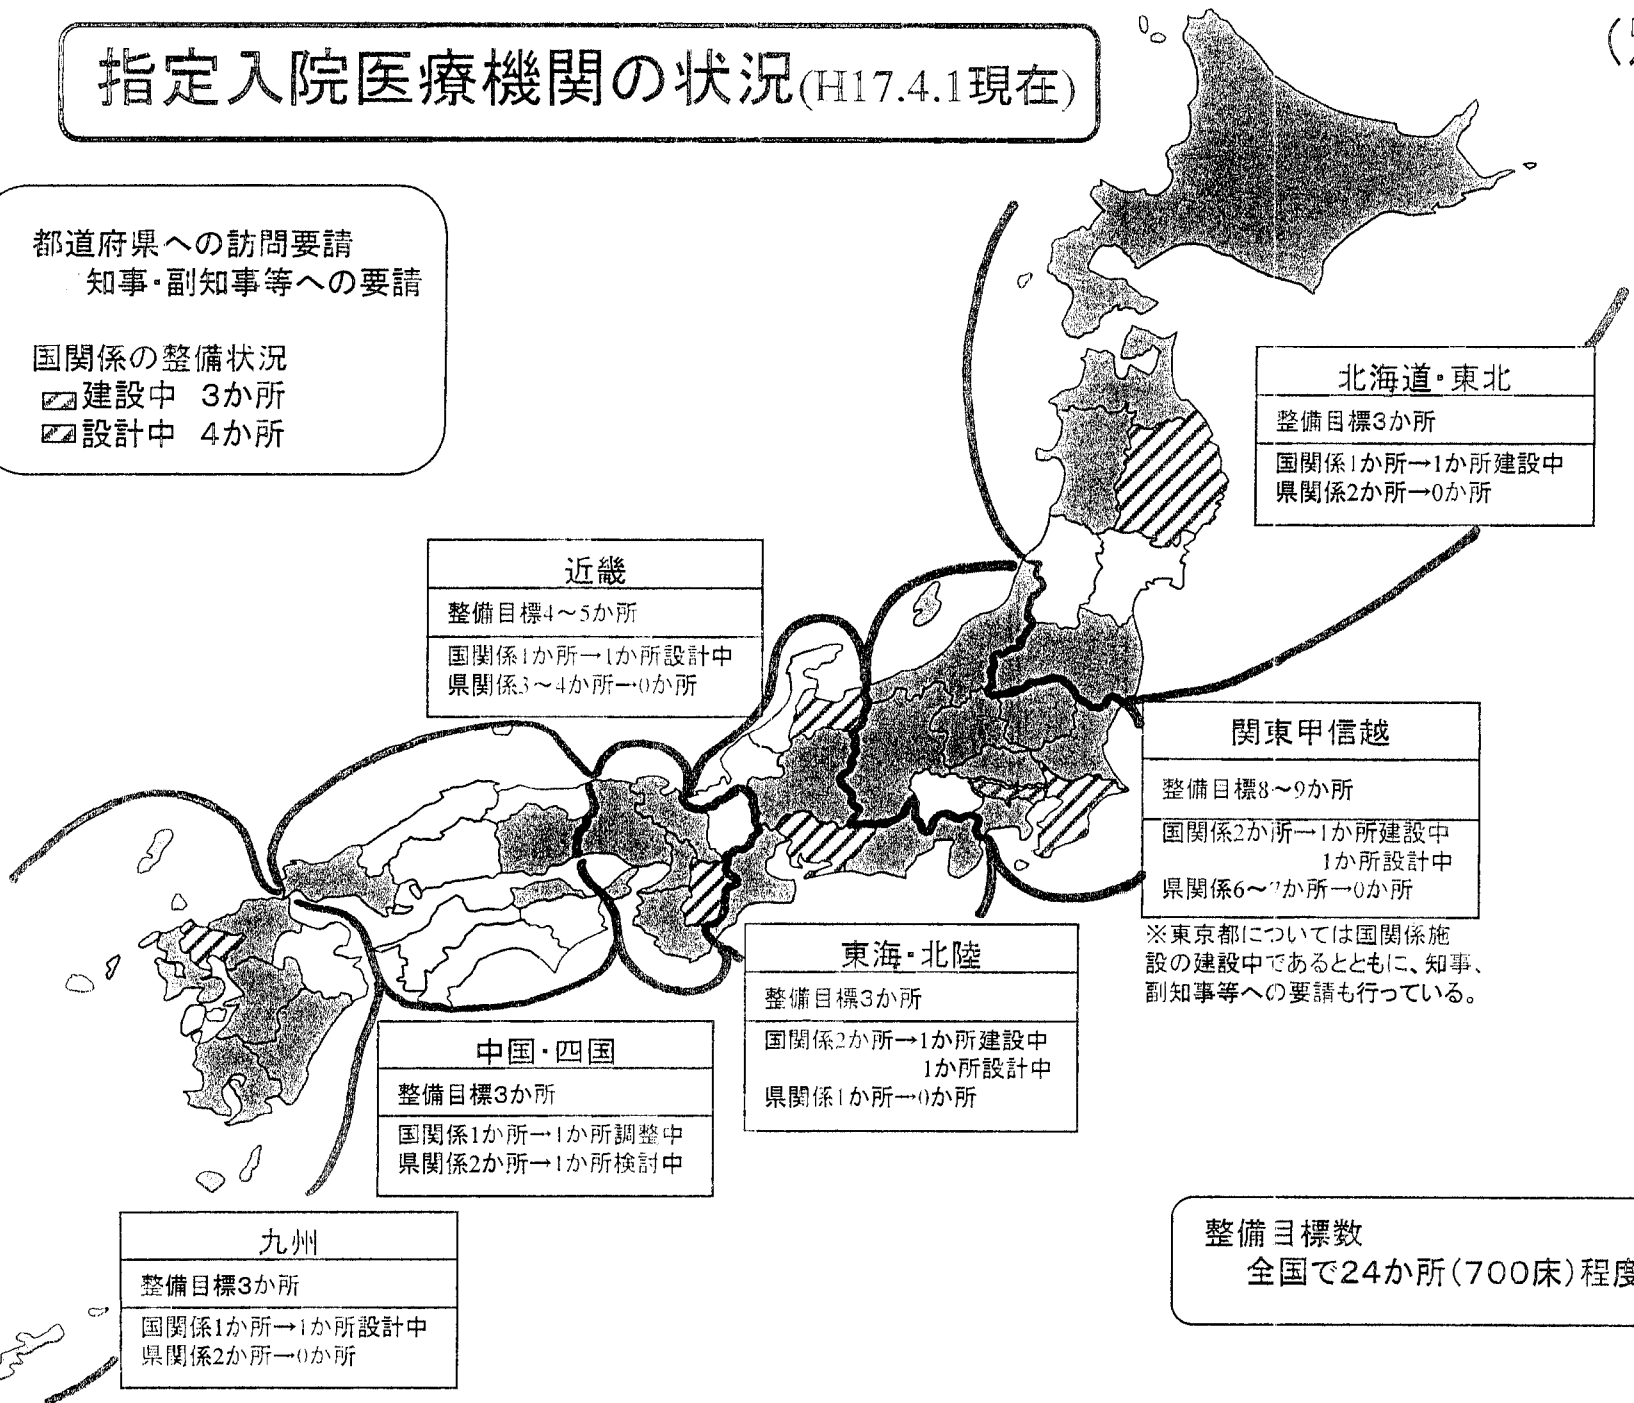 指定入院医療機関の状況(H17.4.1現在)
都道府県への訪問要請
知事・副知事等への要請
国関係の整備状況
建設中 3か所
設計中 4か所
北海道・東北
整備目標3か所
国関係1か所→1か所建設中
県関係2か所→0か所
近畿
整備目標4～5か所
国関係1か所→1か所設計中
県関係3～4か所→0か所
関東甲信越
整備目標8～9か所
国関係2か所→1か所建設中
1か所設計中
県関係6～7か所→0か所
※東京都については国関係施
設の建設中であるとともに、知事、
副知事等への要請も行っている。
東海・北陸
整備目標3か所
国関係2か所→1か所建設中
1か所設計中
県関係1か所→0か所
中国・四国
整備目標3か所
国関係1か所→1か所調整中
県関係2か所→1か所検討中
九州
整備目標3か所
国関係1か所→1か所設計中
県関係2か所→0か所
整備目標数
全国で24か所(700床)程度